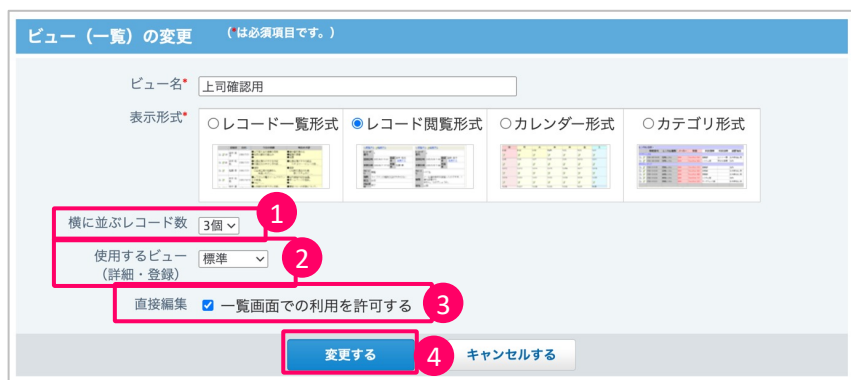 ビュー（一覧）の変更 （*は必須項目です。）
ビュー名* 上司確認用
表示形式* レコード一覧形式 レコード閲覧形式 カレンダー形式 カテゴリ形式
横に並ぶレコード数 3個 1
使用するビュー 標準 2
（詳細・登録）
直接編集 一覧画面での利用を許可する 3
変更する 4 キャンセルする